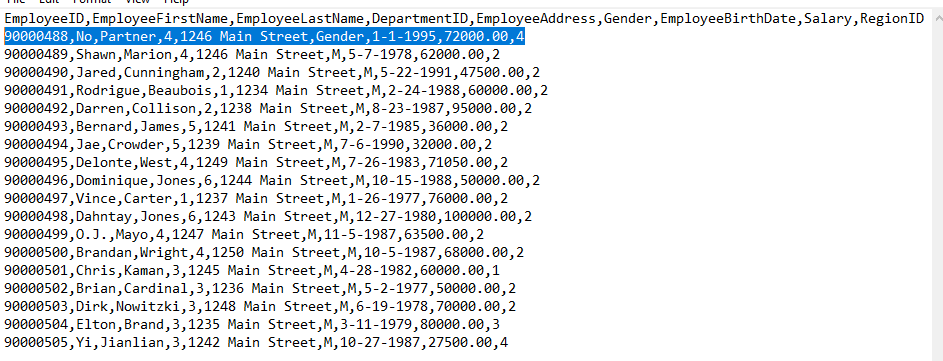 EmployeeID,EmployeeFirstName,EmployeeLastName,DepartmentID,EmployeeAddress,Gender,EmployeeBirthDate,Salary,RegionID
90000488,No,Partner,4,1246 Main Street,Gender,1-1-1995,72000.00,4
90000489,Shawn,Marion,4,1246 Main Street,M,5-7-1978,62000.00,2
90000490,Jared,Cunningham,2,1240 Main Street,M,5-22-1991,47500.00,2
90000491,Rodrigue,Beaubois,1,1234 Main Street,M,2-24-1988,60000.00,2
90000492,Darren,Collison,2,1238 Main Street,M,8-23-1987,95000.00,2
90000493,Bernard,James,5,1241 Main Street,M,2-7-1985,36000.00,2
90000494,Jae,Crowder,5,1239 Main Street,M,7-6-1990,32000.00,2
90000495,Delonte,West,4,1249 Main Street,M,7-26-1983,71050.00,2
90000496,Dominique,Jones,6,1244 Main Street,M,10-15-1988,50000.00,2
90000497,Vince,Carter,1,1237 Main Street,M,1-26-1977,76000.00,2
90000498,Dahntay,Jones,6,1243 Main Street,M,12-27-1980,100000.00,2
90000499,O.J.,Mayo,4,1247 Main Street,M,11-5-1987,63500.00,2
90000500,Brandan,Wright,4,1250 Main Street,M,10-5-1987,68000.00,2
90000501,Chris,Kaman,3,1245 Main Street,M,4-28-1982,60000.00,1
90000502,Brian,Cardinal,3,1236 Main Street,M,5-2-1977,50000.00,2
90000503,Dirk,Nowitzki,3,1248 Main Street,M,6-19-1978,70000.00,2
90000504,Elton,Brand,3,1235 Main Street,M,3-11-1979,80000.00,3
90000505,Yi,Jianlian,3,1242 Main Street,M,10-27-1987,27500.00,4